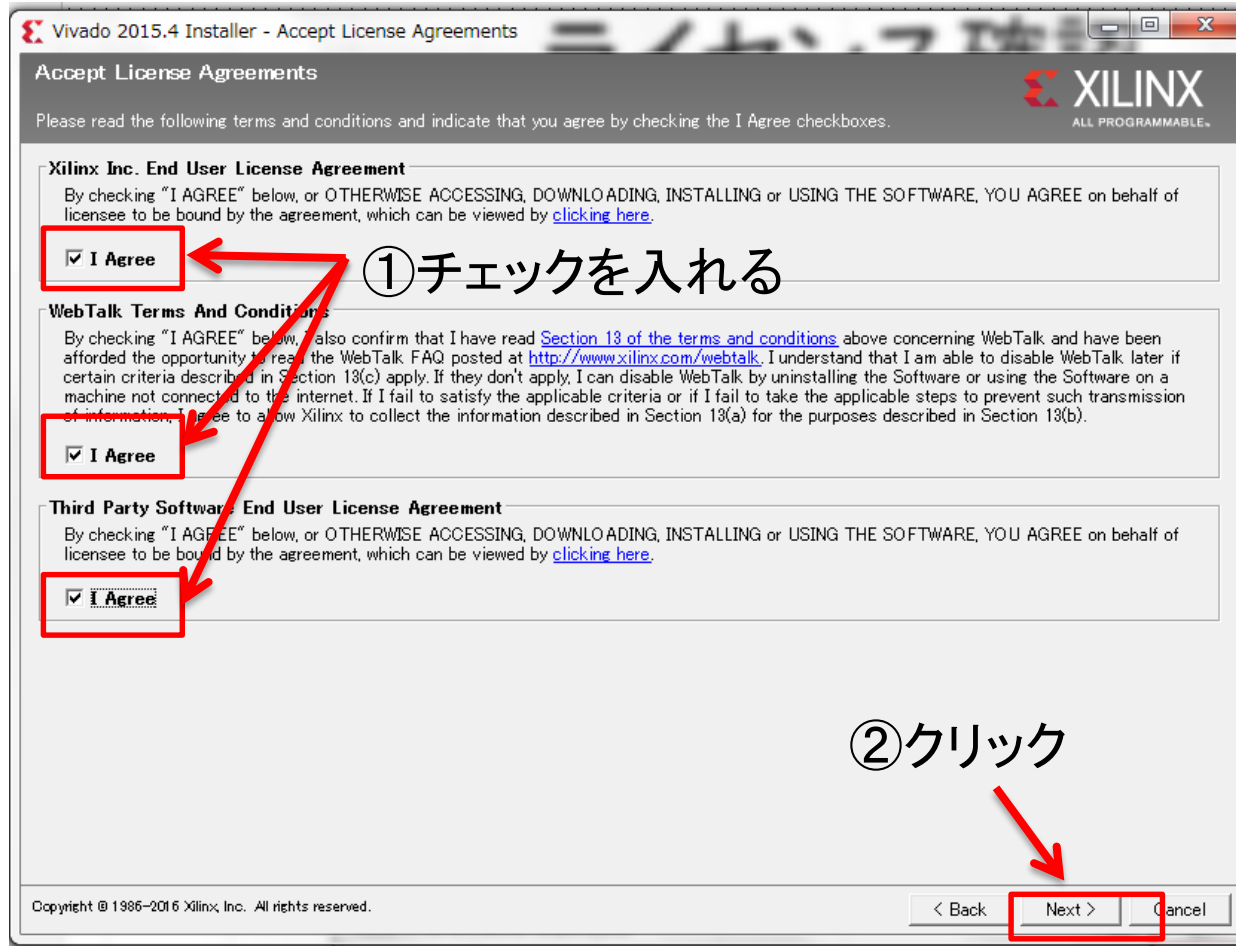 Vivado 2015.4 Installer - Accept License Agreements
Accept License Agreements
Please read the following terms and conditions and indicate that you agree by checking the I Agree checkboxes.
XILINX
ALL PROGRAMMABLE™
Xilinx Inc. End User License Agreement
By checking "I AGREE" below, or OTHERWISE ACCESSING, DOWNLOADING, INSTALLING or USING THE SOFTWARE, YOU AGREE on behalf of
licensee to be bound by the agreement, which can be viewed by clicking here.
I Agree
①チェックを入れる
WebTalk Terms And Conditions
By checking "I AGREE" below, I also confirm that I have read Section 13 of the terms and conditions above concerning WebTalk and have been
afforded the opportunity to read the WebTalk FAQ posted at http://www.xilinx.com/webtalk. I understand that I am able to disable WebTalk later if
certain criteria described in Section 13(c) apply. If they don't apply, I can disable WebTalk by uninstalling the Software or using the Software on a
machine not connected to the internet. If I fail to satisfy the applicable criteria or if I fail to take the applicable steps to prevent such transmission
of information, I agree to allow Xilinx to collect the information described in Section 13(a) for the purposes described in Section 13(b).
I Agree
Third Party Software End User License Agreement
By checking "I AGREE" below, or OTHERWISE ACCESSING, DOWNLOADING, INSTALLING or USING THE SOFTWARE, YOU AGREE on behalf of
licensee to be bound by the agreement, which can be viewed by clicking here.
I Agree
②クリック
Copyright © 1986-2016 Xilinx, Inc. All rights reserved.
< Back Next > Cancel